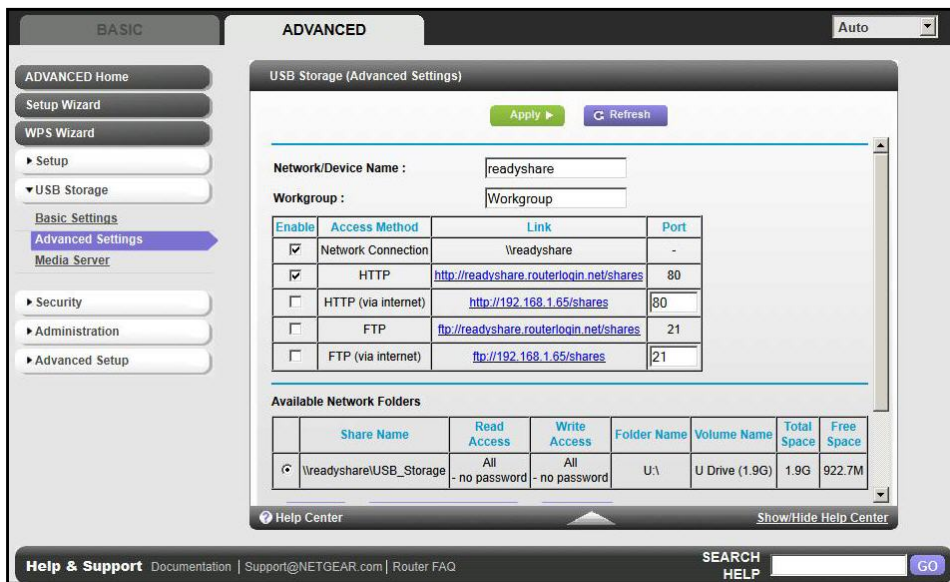 BASIC
ADVANCED
Auto
ADVANCED Home
Setup Wizard
WPS Wizard
Setup
USB Storage
Basic Settings
Advanced Settings
Media Server
Security
Administration
Advanced Setup
USB Storage (Advanced Settings)
Apply
Refresh
Network/Device Name : readyshare
Workgroup : Workgroup
Enable Access Method Link Port
Network Connection \\readyshare -
HTTP http://readyshare.routerlogin.net/shares 80
HTTP (via internet) http://192.168.1.65/shares 80
FTP ftp://readyshare.routerlogin.net/shares 21
FTP (via internet) ftp://192.168.1.65/shares 21
Available Network Folders
Share Name Read Access Write Access Folder Name Volume Name Total Space Free Space
\\readyshare\USB_Storage All - no password All - no password U:\ U Drive (1.9G) 1.9G 922.7M
Help Center
Show/Hide Help Center
Help & Support Documentation | Support@NETGEAR.com | Router FAQ
SEARCH HELP
GO